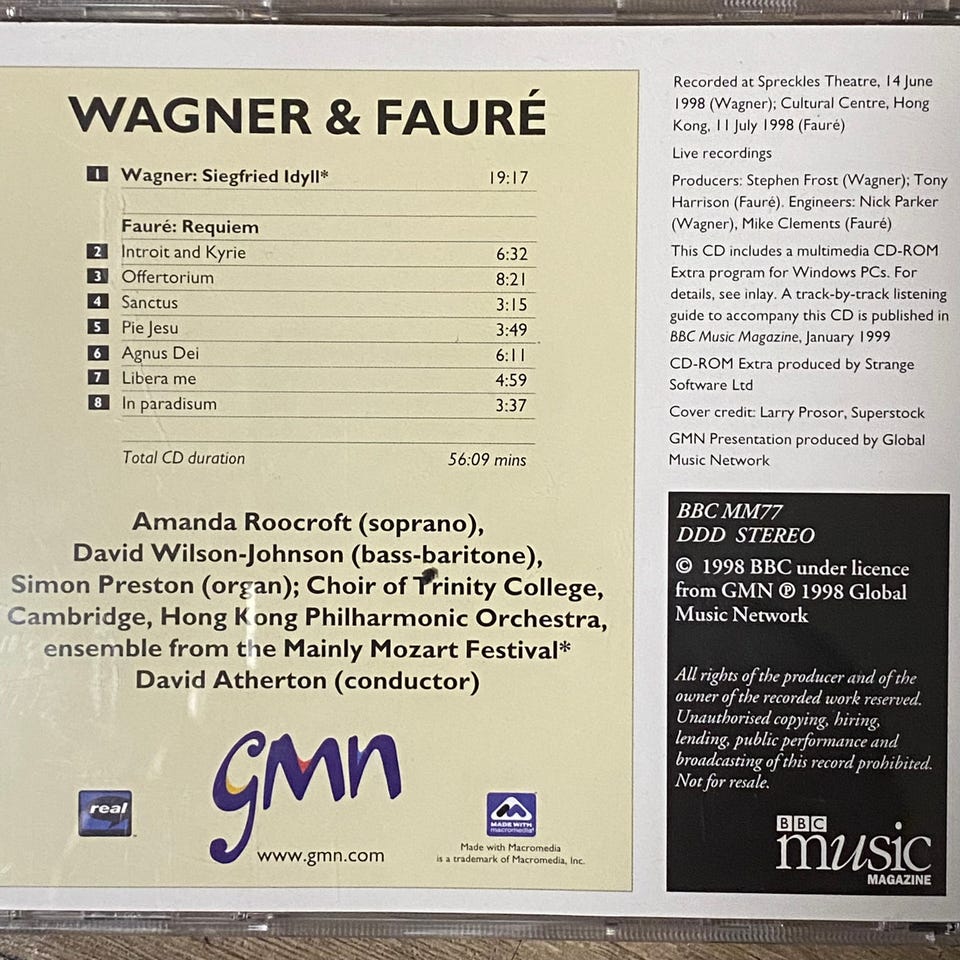 WAGNER & FAURÉ
1 Wagner: Siegfried Idyll* 19:17
Fauré: Requiem
2 Introit and Kyrie 6:32
3 Offertorium 8:21
4 Sanctus 3:15
5 Pie Jesu 3:49
6 Agnus Dei 6:11
7 Libera me 4:59
8 In paradisum 3:37
Total CD duration 56:09 mins
Amanda Roocroft (soprano),
David Wilson-Johnson (bass-baritone),
Simon Preston (organ); Choir of Trinity College,
Cambridge, Hong Kong Philharmonic Orchestra,
ensemble from the Mainly Mozart Festival*
David Atherton (conductor)
real
gmn
www.gmn.com
MADE WITH
macromedia
Made with Macromedia
is a trademark of Macromedia, Inc.
Recorded at Spreckles Theatre, 14 June
1998 (Wagner); Cultural Centre, Hong
Kong, 11 July 1998 (Fauré)
Live recordings
Producers: Stephen Frost (Wagner); Tony
Harrison (Fauré). Engineers: Nick Parker
(Wagner), Mike Clements (Fauré)
This CD includes a multimedia CD-ROM
Extra program for Windows PCs. For
details, see inlay. A track-by-track listening
guide to accompany this CD is published in
BBC Music Magazine, January 1999
CD-ROM Extra produced by Strange
Software Ltd
Cover credit: Larry Prosor, Superstock
GMN Presentation produced by Global
Music Network
BBC MM77
DDD STEREO
© 1998 BBC under licence
from GMN ℗ 1998 Global
Music Network
All rights of the producer and of the
owner of the recorded work reserved.
Unauthorised copying, hiring,
lending, public performance and
broadcasting of this record prohibited.
Not for resale.
BBC
music
MAGAZINE